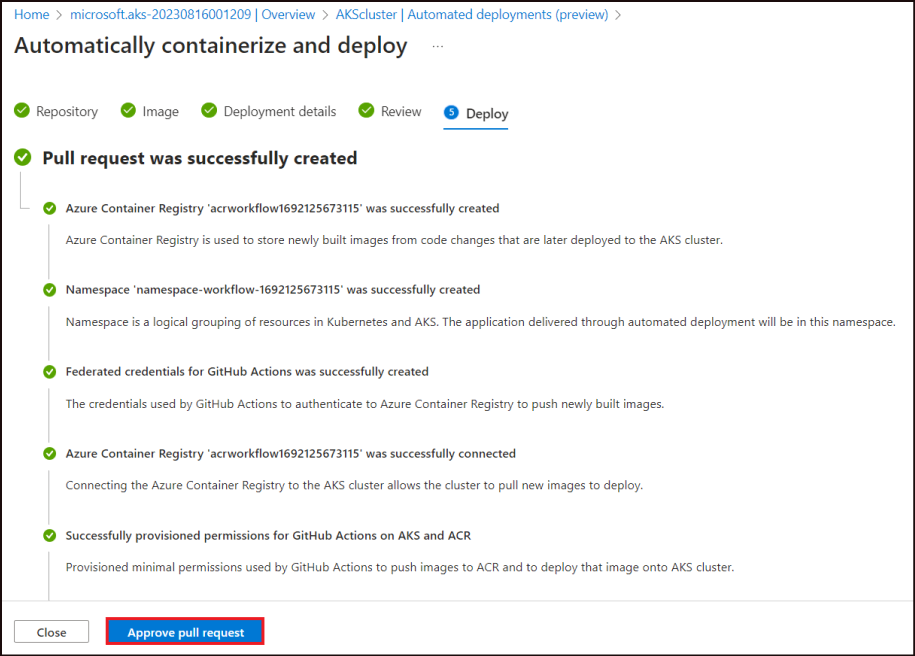 Home > microsoft.aks-20230816001209 | Overview > AKScluster | Automated deployments (preview) >
Automatically containerize and deploy ...
Repository Image Deployment details Review 5 Deploy
Pull request was successfully created
Azure Container Registry 'acrworkflow1692125673115' was successfully created
Azure Container Registry is used to store newly built images from code changes that are later deployed to the AKS cluster.
Namespace 'namespace-workflow-1692125673115' was successfully created
Namespace is a logical grouping of resources in Kubernetes and AKS. The application delivered through automated deployment will be in this namespace.
Federated credentials for GitHub Actions was successfully created
The credentials used by GitHub Actions to authenticate to Azure Container Registry to push newly built images.
Azure Container Registry 'acrworkflow1692125673115' was successfully connected
Connecting the Azure Container Registry to the AKS cluster allows the cluster to pull new images to deploy.
Successfully provisioned permissions for GitHub Actions on AKS and ACR
Provisioned minimal permissions used by GitHub Actions to push images to ACR and to deploy that image onto AKS cluster.
Close Approve pull request